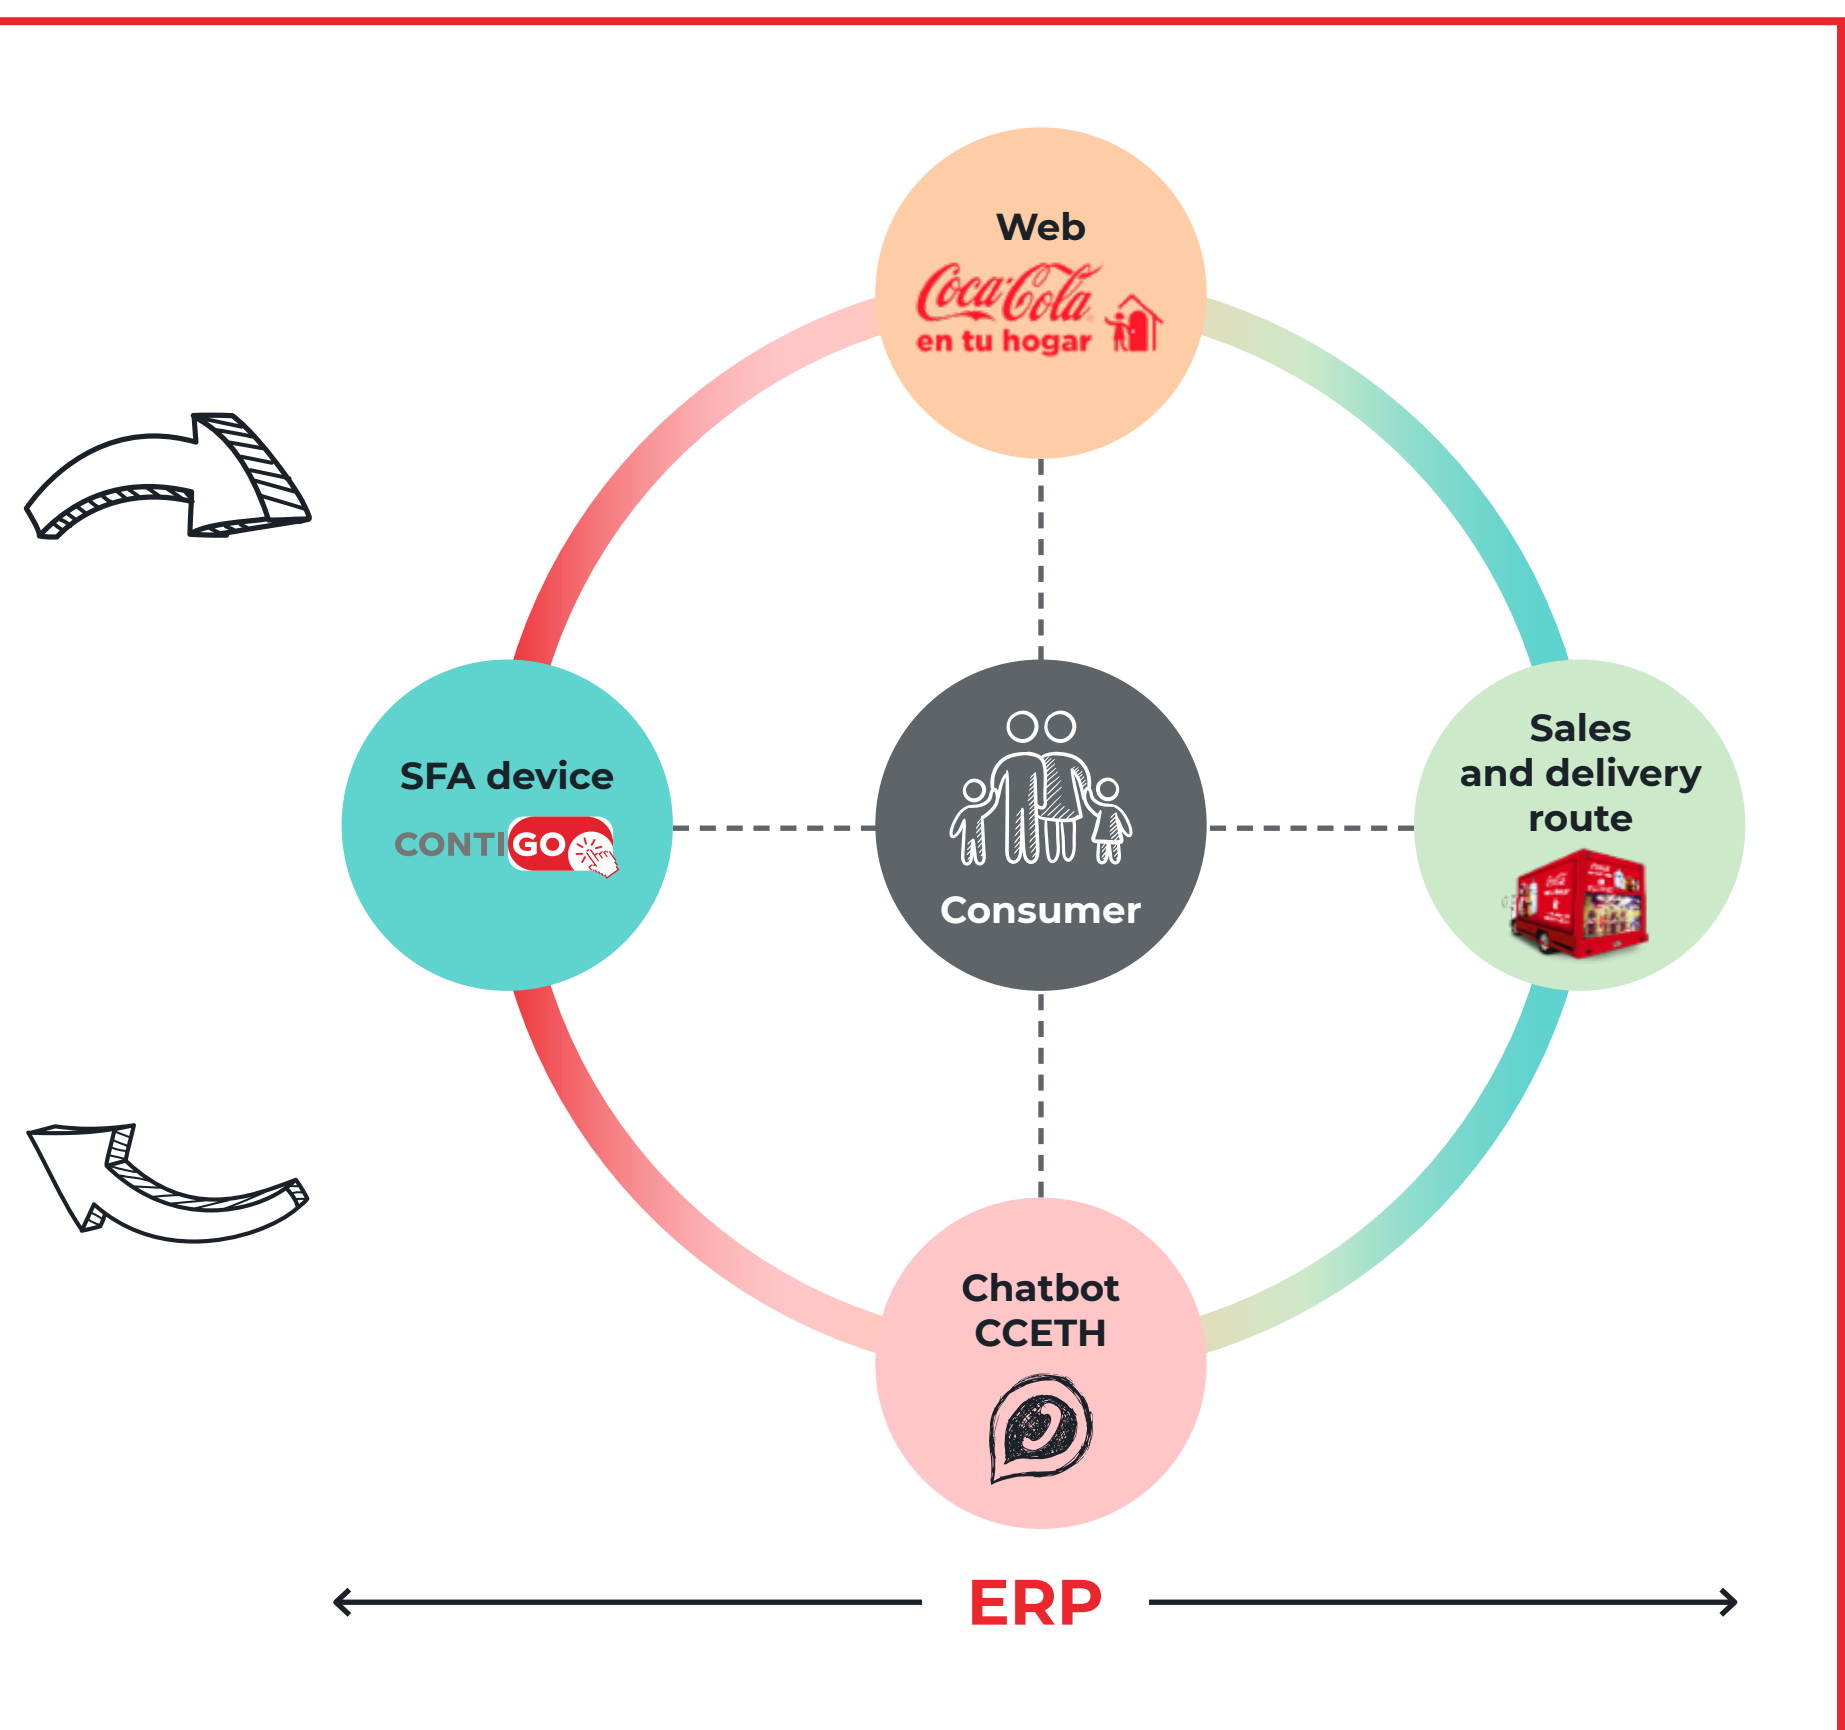 Web
Coca-Cola
en tu hogar
SFA device
CONTIGO
Consumer
Sales
and delivery
route
Chatbot
CCETH
ERP